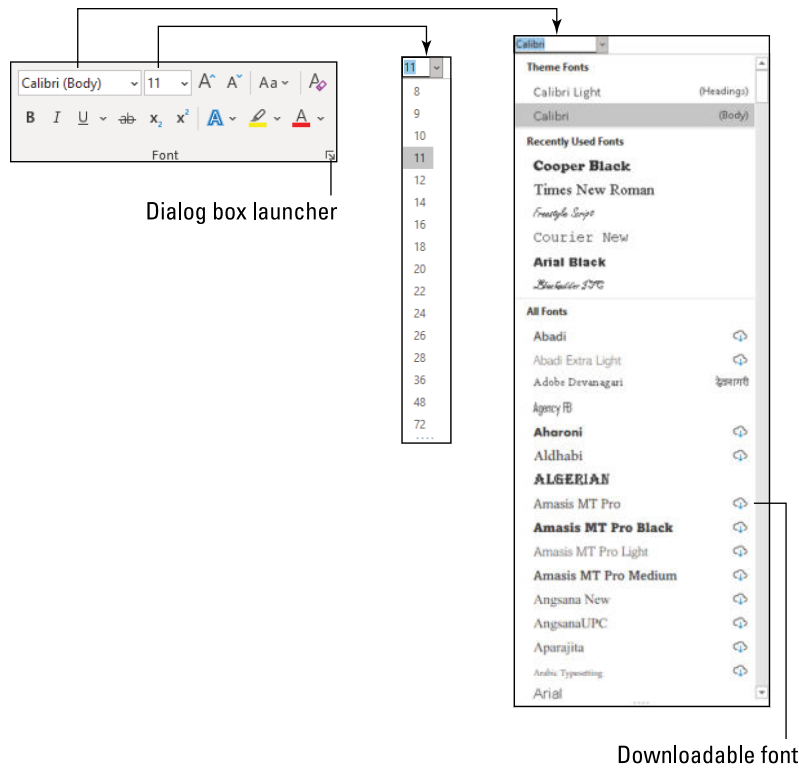 Calibri (Body) 11 A A Aa A
B I U ab x2 x2 A A
Font
Dialog box launcher
11
8
9
10
11
12
14
16
18
20
22
24
26
28
36
48
72
Calibri
Theme Fonts
Calibri Light (Headings)
Calibri (Body)
Recently Used Fonts
Cooper Black
Times New Roman
Freestyle Script
Courier New
Arial Black
Blackadder ITC
All Fonts
Abadi
Abadi Extra Light
Adobe Devanagari देवनागरी
Agency FB
Aharoni
Aldhabi
ALGERIAN
Amasis MT Pro
Amasis MT Pro Black
Amasis MT Pro Light
Amasis MT Pro Medium
Angsana New
AngsanaUPC
Aparajita
Arabic Typesetting
Arial
Downloadable font